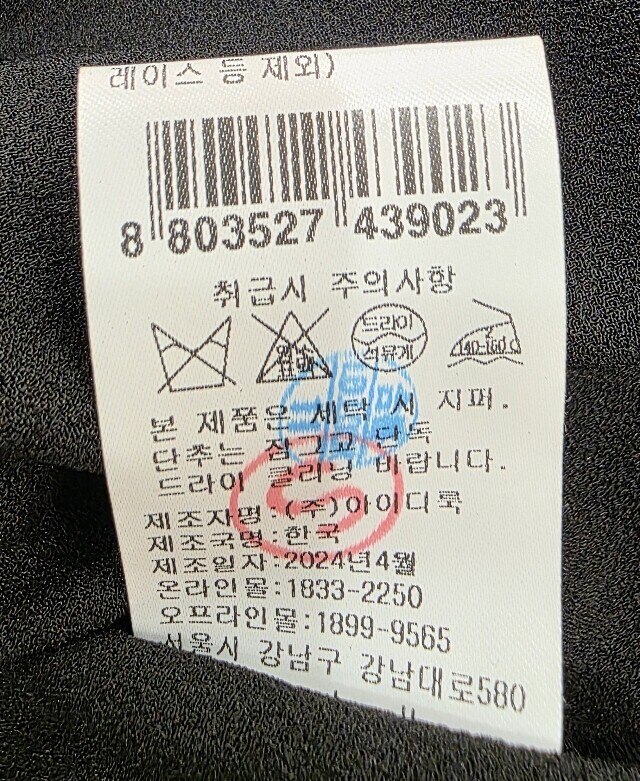 레이스 등 제외)
8 803527 439023
취급시 주의사항
드라이
석유계
염소
표백
140-160℃
본 제품은 세탁 시 지퍼.
단추는 잠그고 단독
드라이 클리닝 바랍니다.
제조자명:(주)아이디룩
제조국명:한국
제조일자:2024년4월
온라인몰:1833-2250
오프라인몰:1899-9565
서울시 강남구 강남대로580